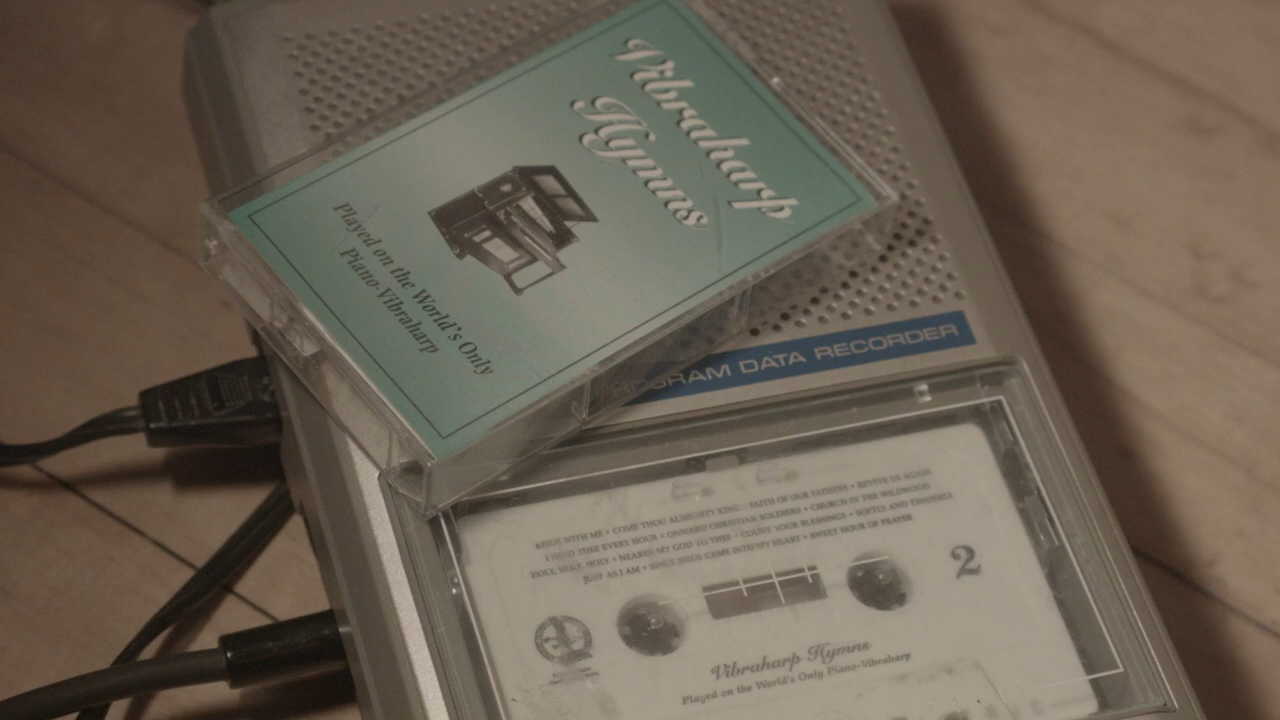 Vibraharp
Hymns
Played on the World's Only
Piano-Vibraharp
PROGRAM DATA RECORDER
ABIDE WITH ME • COME THOU ALMIGHTY KING • FAITH OF OUR FATHERS • REVIVE US AGAIN
I NEED THEE EVERY HOUR • ONWARD CHRISTIAN SOLDIERS • CHURCH IN THE WILDWOOD
HOLY, HOLY, HOLY • NEARER MY GOD TO THEE • COUNT YOUR BLESSINGS • SOFTLY AND TENDERLY
JUST AS I AM • SINCE JESUS CAME INTO MY HEART • SWEET HOUR OF PRAYER
2
Vibraharp Hymns
Played on the World's Only Piano-Vibraharp